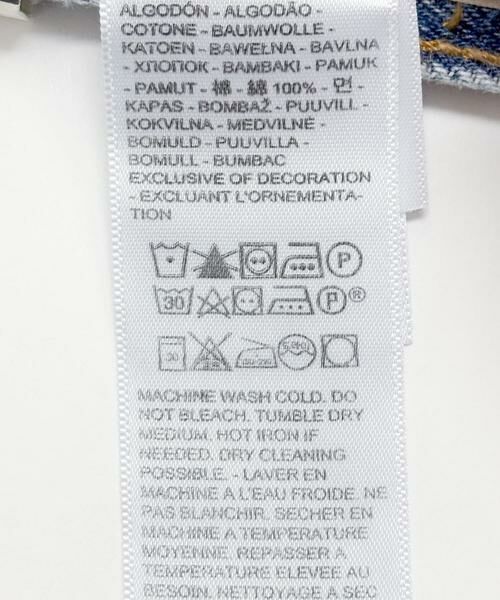 ALGODÓN - ALGODÃO -
COTONE - BAUMWOLLE -
KATOEN - BAWEŁNA - BAVLNA
- ХЛОПОК - BAMBAKI - PAMUK
- PAMUT - 棉 - 綿 100% - 면 -
KAPAS - BOMBAŽ - PUUVILL -
KOKVILNA - MEDVILNĖ -
BOMULD - PUUVILLA -
BOMULL - BUMBAC
EXCLUSIVE OF DECORATION
- EXCLUANT L'ORNEMENTA-
TION
P
30 P®
30
MACHINE WASH COLD. DO
NOT BLEACH. TUMBLE DRY
MEDIUM. HOT IRON IF
NEEDED. DRY CLEANING
POSSIBLE. - LAVER EN
MACHINE A L'EAU FROIDE. NE
PAS BLANCHIR. SECHER EN
MACHINE A TEMPERATURE
MOYENNE. REPASSER A
TEMPERATURE ELEVEE AU
BESOIN. NETTOYAGE A SEC